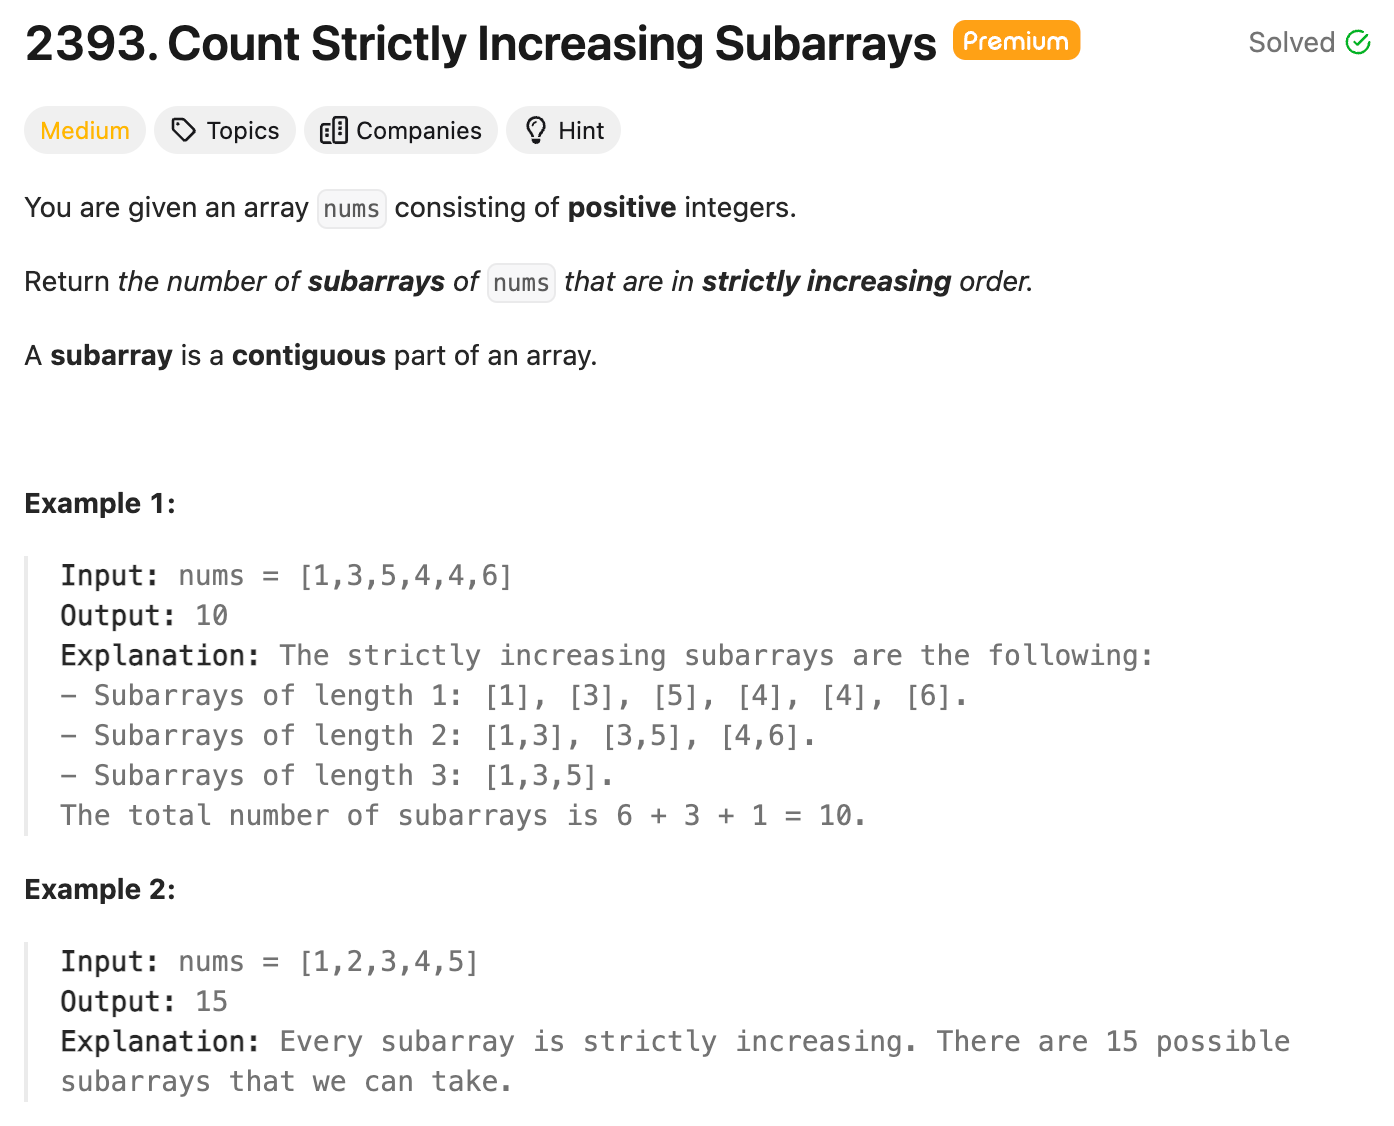 2393. Count Strictly Increasing Subarrays Premium Solved
Medium Topics Companies Hint
You are given an array nums consisting of positive integers.
Return the number of subarrays of nums that are in strictly increasing order.
A subarray is a contiguous part of an array.
Example 1:
Input: nums = [1,3,5,4,4,6]
Output: 10
Explanation: The strictly increasing subarrays are the following:
- Subarrays of length 1: [1], [3], [5], [4], [4], [6].
- Subarrays of length 2: [1,3], [3,5], [4,6].
- Subarrays of length 3: [1,3,5].
The total number of subarrays is 6 + 3 + 1 = 10.
Example 2:
Input: nums = [1,2,3,4,5]
Output: 15
Explanation: Every subarray is strictly increasing. There are 15 possible
subarrays that we can take.